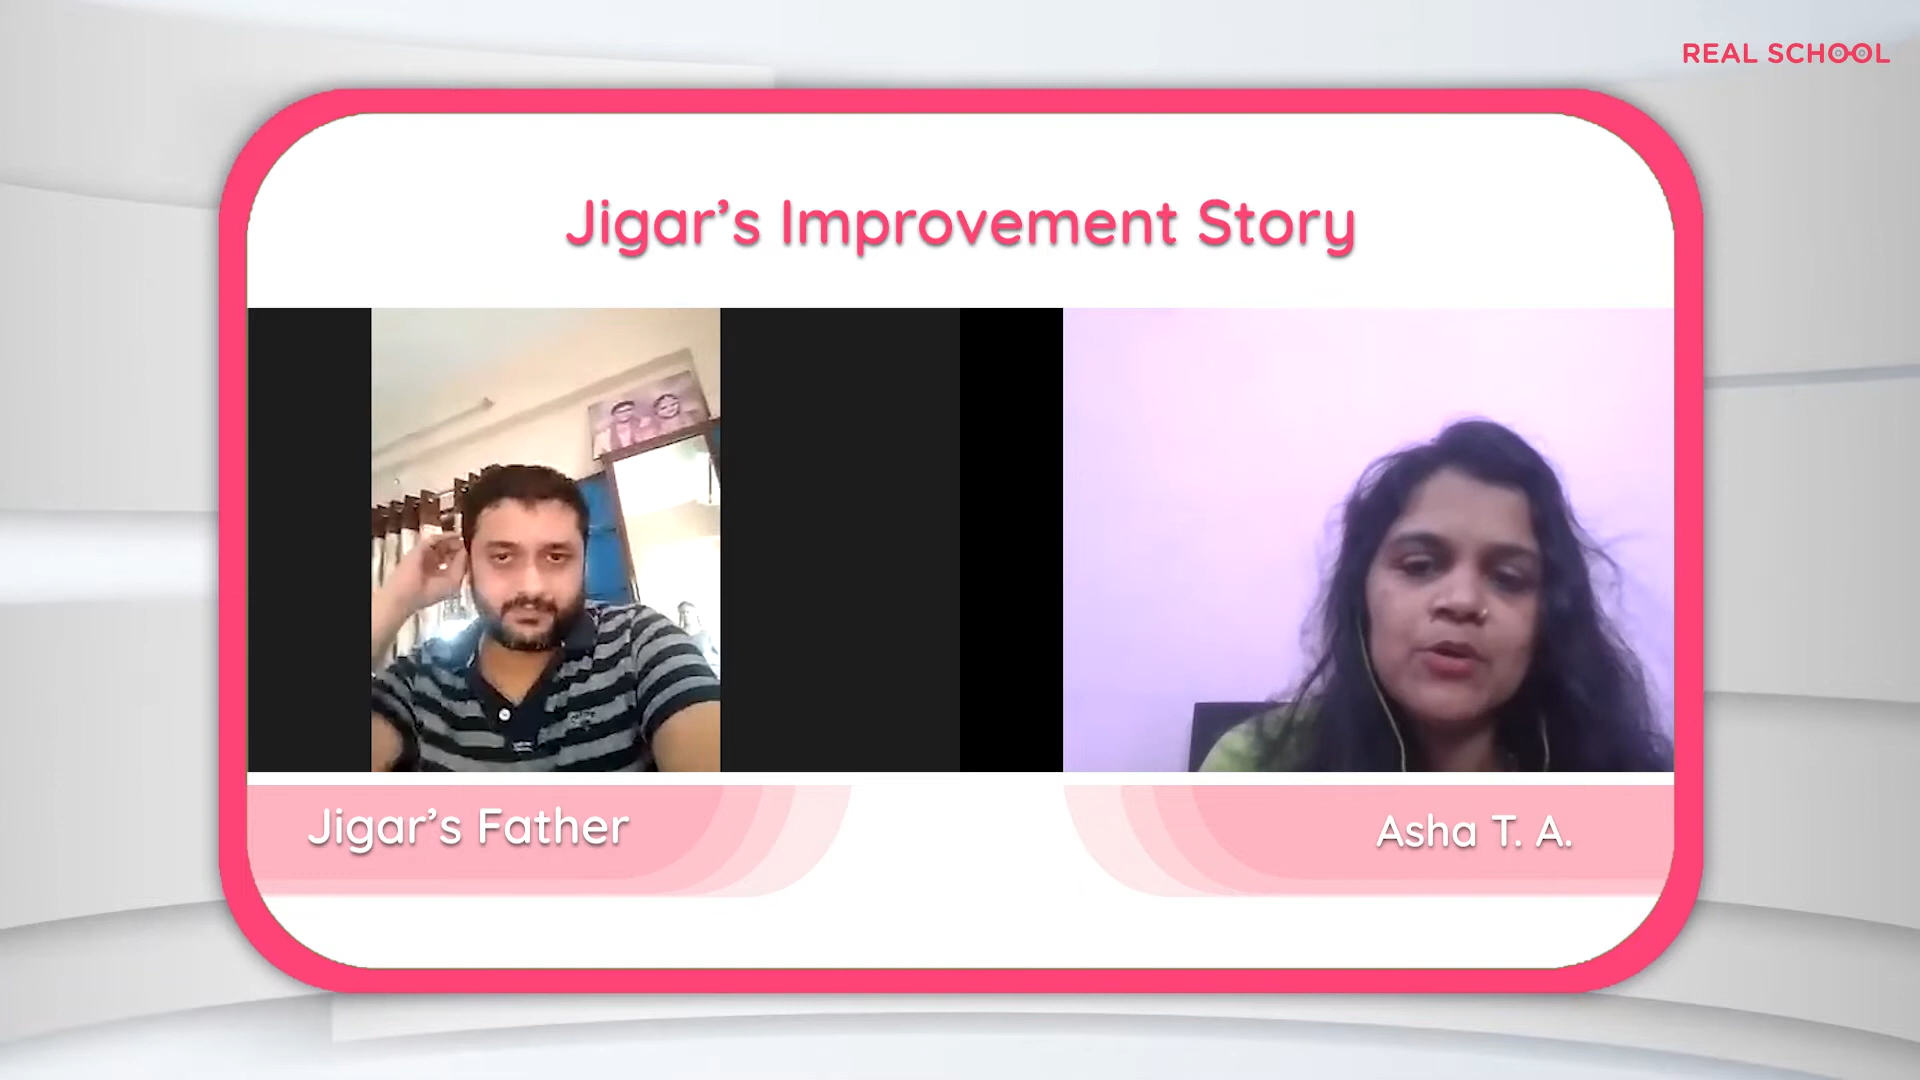 REAL SCHOOL
Jigar’s Improvement Story
Jigar’s Father
Asha T. A.